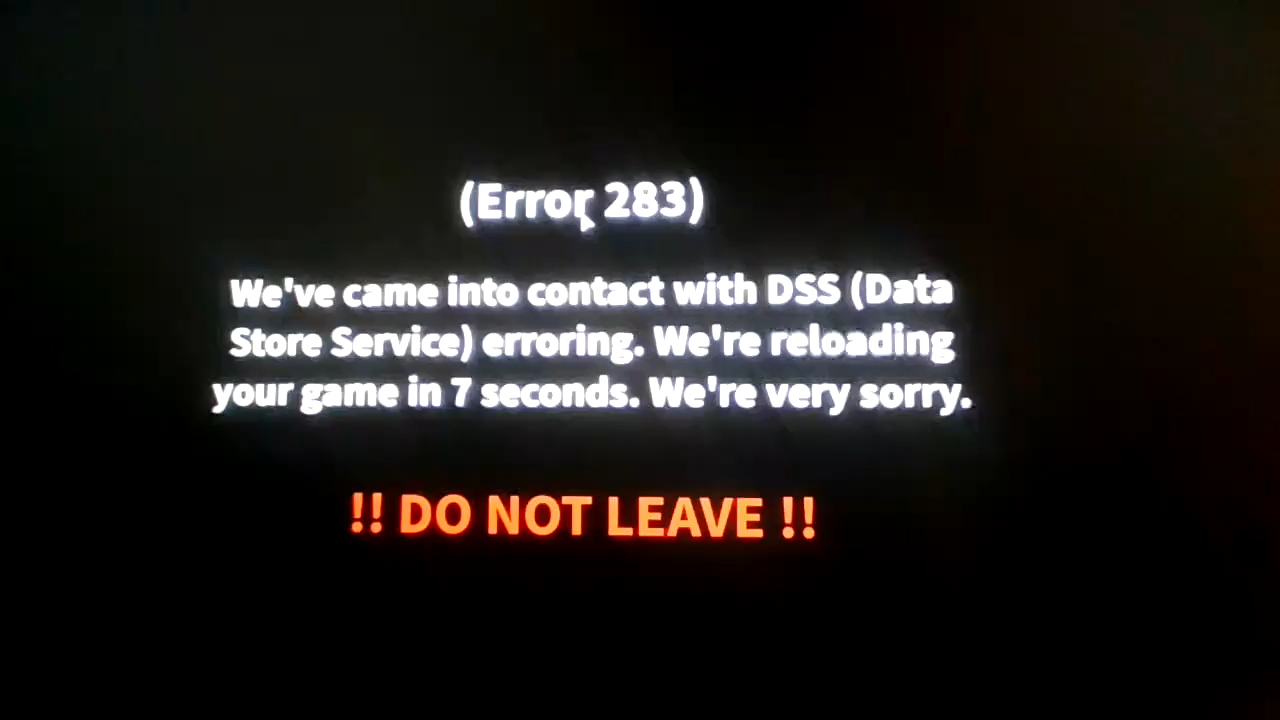 (Error 283)
We've came into contact with DSS (Data
Store Service) erroring. We're reloading
your game in 7 seconds. We're very sorry.
!! DO NOT LEAVE !!